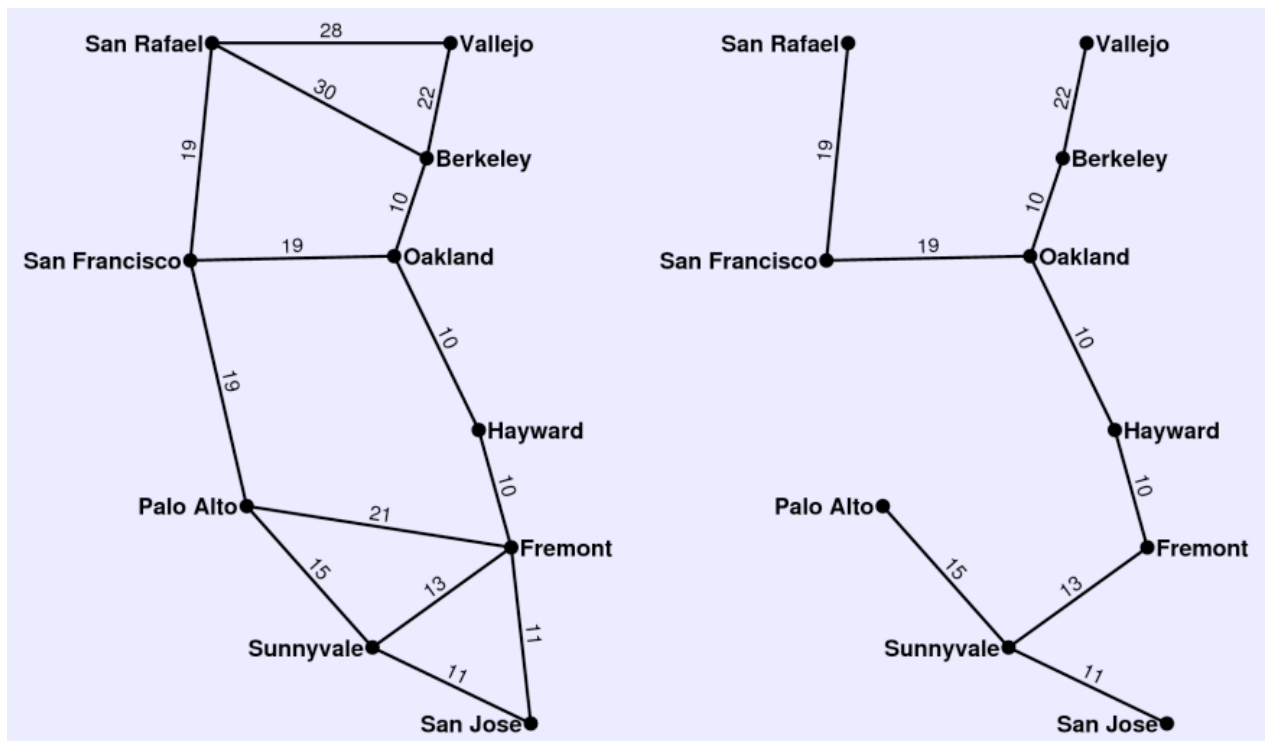 28
San Rafael
Vallejo
30
22
19
Berkeley
10
19
San Francisco
Oakland
10
19
Hayward
10
Palo Alto
21
Fremont
15
13
11
Sunnyvale
11
San Jose
San Rafael
Vallejo
22
19
Berkeley
10
19
San Francisco
Oakland
10
Hayward
10
Palo Alto
Fremont
15
13
Sunnyvale
11
San Jose